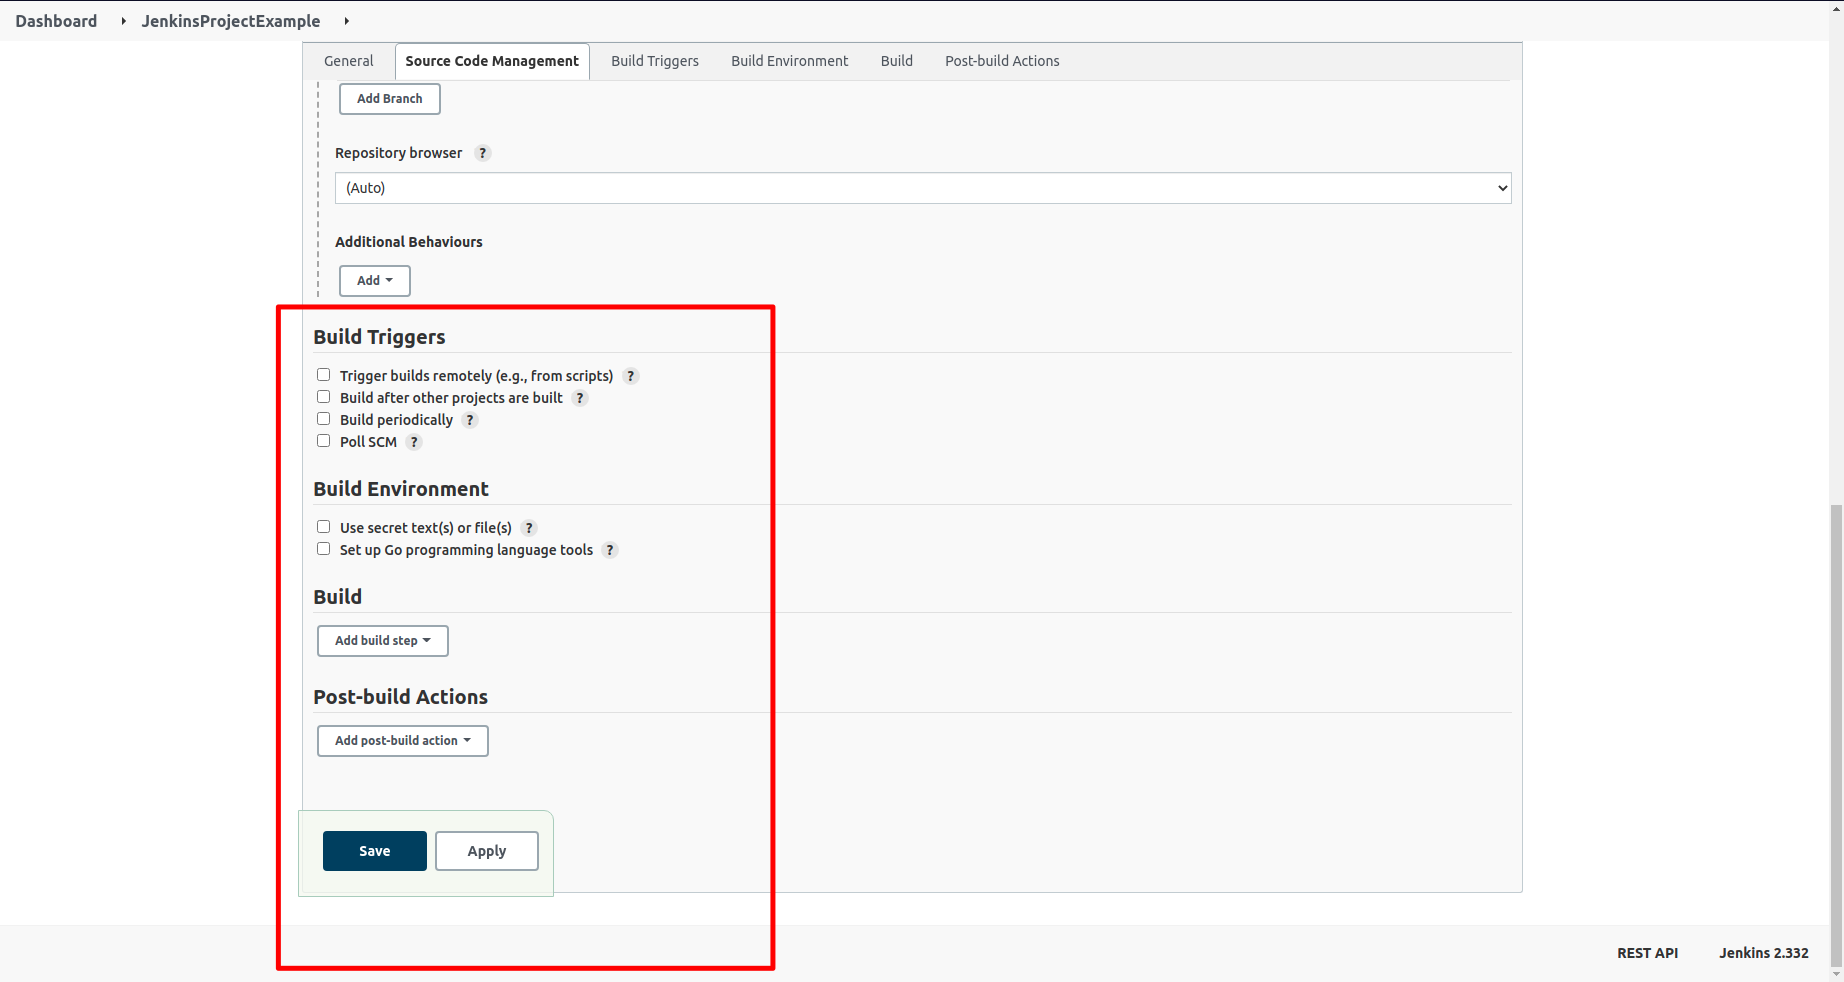 Dashboard JenkinsProjectExample
General Source Code Management Build Triggers Build Environment Build Post-build Actions
Add Branch
Repository browser ?
(Auto)
Additional Behaviours
Add
Build Triggers
Trigger builds remotely (e.g., from scripts) ?
Build after other projects are built ?
Build periodically ?
Poll SCM ?
Build Environment
Use secret text(s) or file(s) ?
Set up Go programming language tools ?
Build
Add build step
Post-build Actions
Add post-build action
Save Apply
REST API Jenkins 2.332